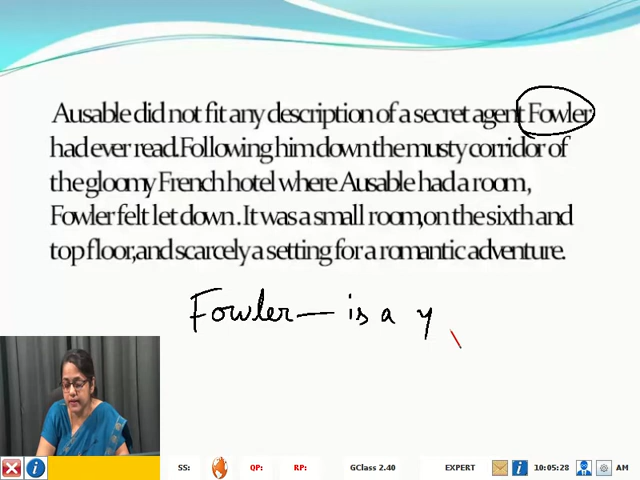 Ausable did not fit any description of a secret agent Fowler
had ever read.Following him down the musty corridor of
the gloomy French hotel where Ausable had a room,
Fowler felt let down. It was a small room,on the sixth and
top floor,and scarcely a setting for a romantic adventure.
Fowler — is a y
SS: QP: RP: GClass 2.40 EXPERT 10:05:28 AM